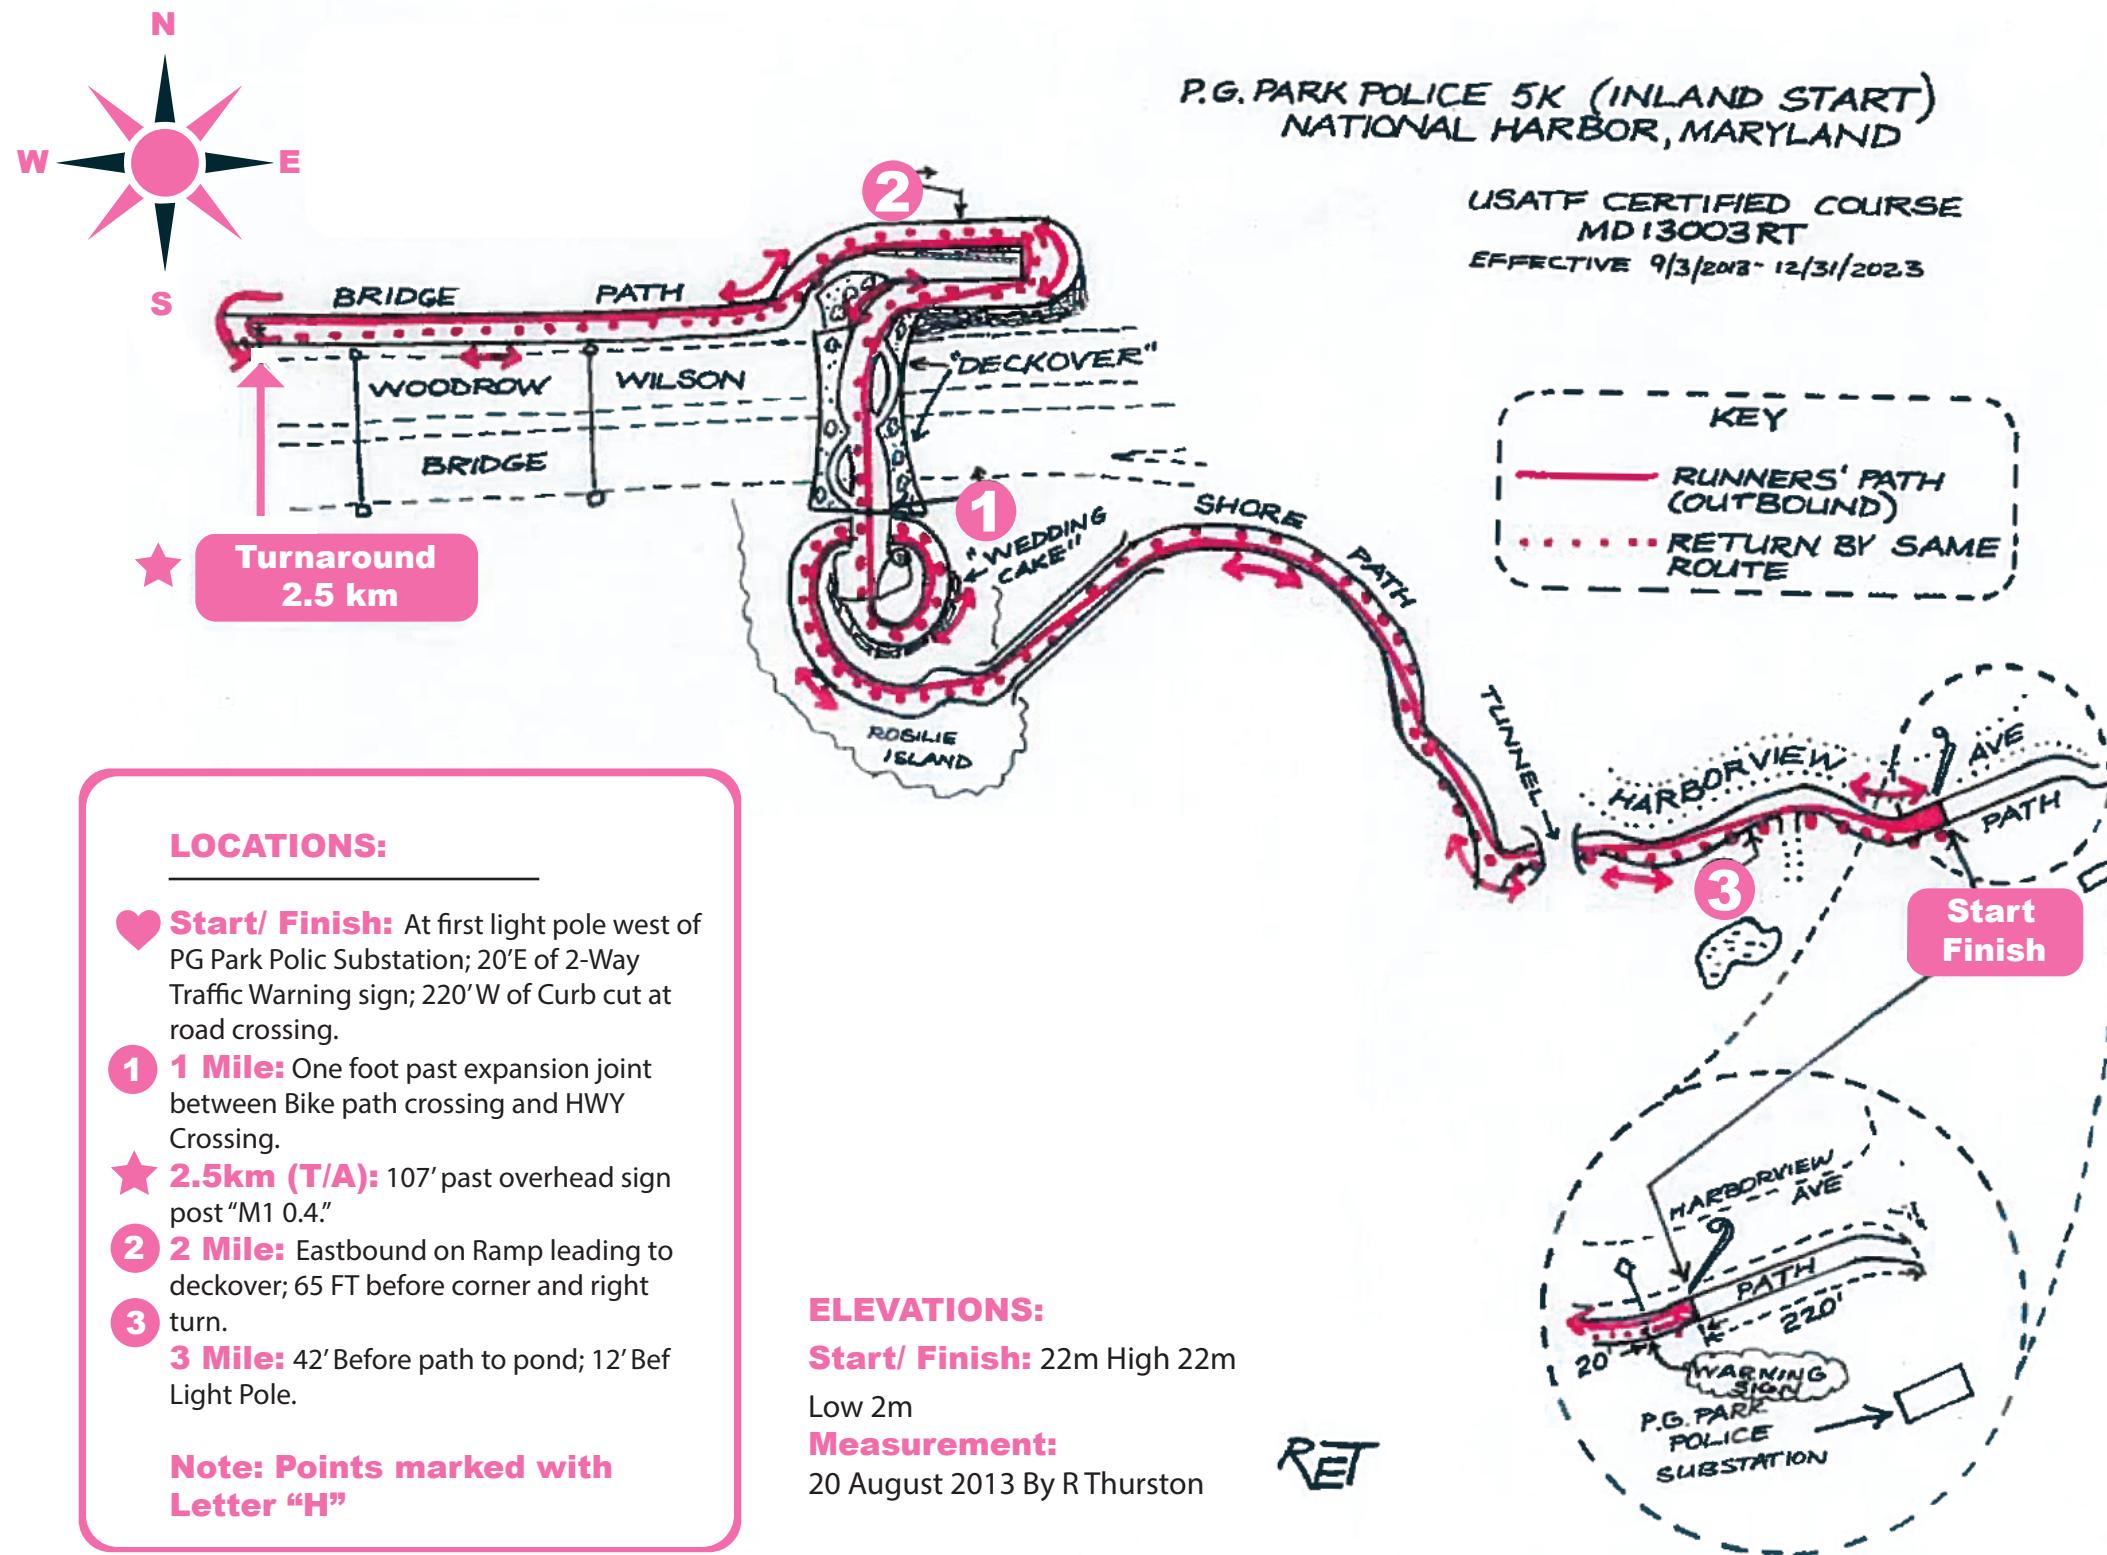 N
W
E
S
P.G. PARK POLICE 5K (INLAND START)
NATIONAL HARBOR, MARYLAND
USATF CERTIFIED COURSE
MD13003RT
EFFECTIVE 9/3/2013- 12/31/2023
2
BRIDGE PATH
"DECKOVER"
WOODROW WILSON
BRIDGE
KEY
RUNNERS' PATH
(OUTBOUND)
RETURN BY SAME
ROUTE
1
"WEDDING
CAKE"
SHORE PATH
Turnaround
2.5 km
ROSILIE
ISLAND
TUNNEL
HARBORVIEW AVE
PATH
3
Start
Finish
LOCATIONS:
Start/ Finish: At first light pole west of
PG Park Polic Substation; 20'E of 2-Way
Traffic Warning sign; 220' W of Curb cut at
road crossing.
1 1 Mile: One foot past expansion joint
between Bike path crossing and HWY
Crossing.
2.5km (T/A): 107' past overhead sign
post "M1 0.4."
2 2 Mile: Eastbound on Ramp leading to
deckover; 65 FT before corner and right
3 turn.
3 Mile: 42' Before path to pond; 12' Bef
Light Pole.
Note: Points marked with
Letter "H"
ELEVATIONS:
Start/ Finish: 22m High 22m
Low 2m
Measurement:
20 August 2013 By R Thurston
RET
HARBORVIEW
AVE
PATH
220'
20'
WARNING
SIGN
P.G. PARK
POLICE
SUBSTATION